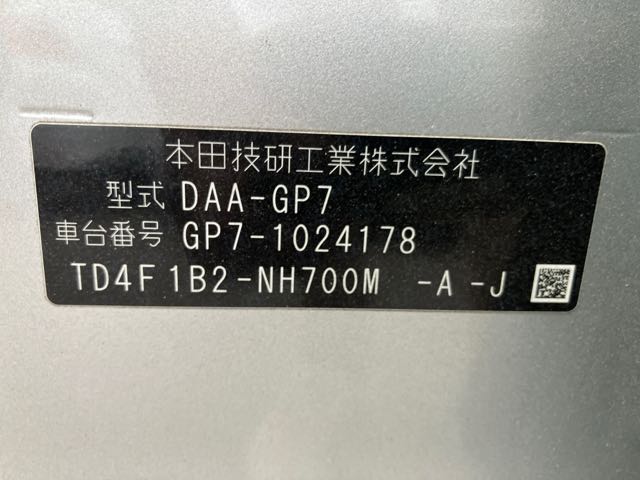 本田技研工業株式会社
型式 DAA-GP7
車台番号 GP7-1024178
TD4F1B2-NH700M -A -J